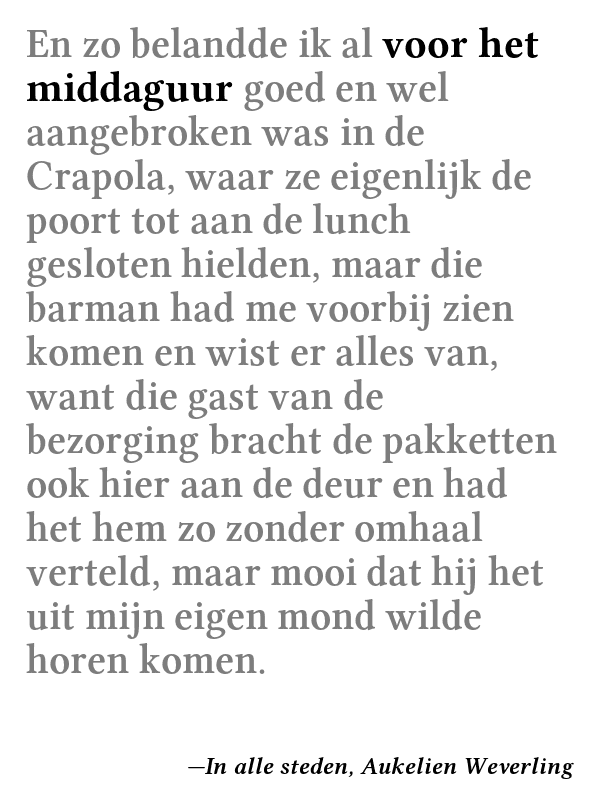 En zo belandde ik al voor het
middaguur goed en wel
aangebroken was in de
Crapola, waar ze eigenlijk de
poort tot aan de lunch
gesloten hielden, maar die
barman had me voorbij zien
komen en wist er alles van,
want die gast van de
bezorging bracht de pakketten
ook hier aan de deur en had
het hem zo zonder omhaal
verteld, maar mooi dat hij het
uit mijn eigen mond wilde
horen komen.
—In alle steden, Aukelien Weverling